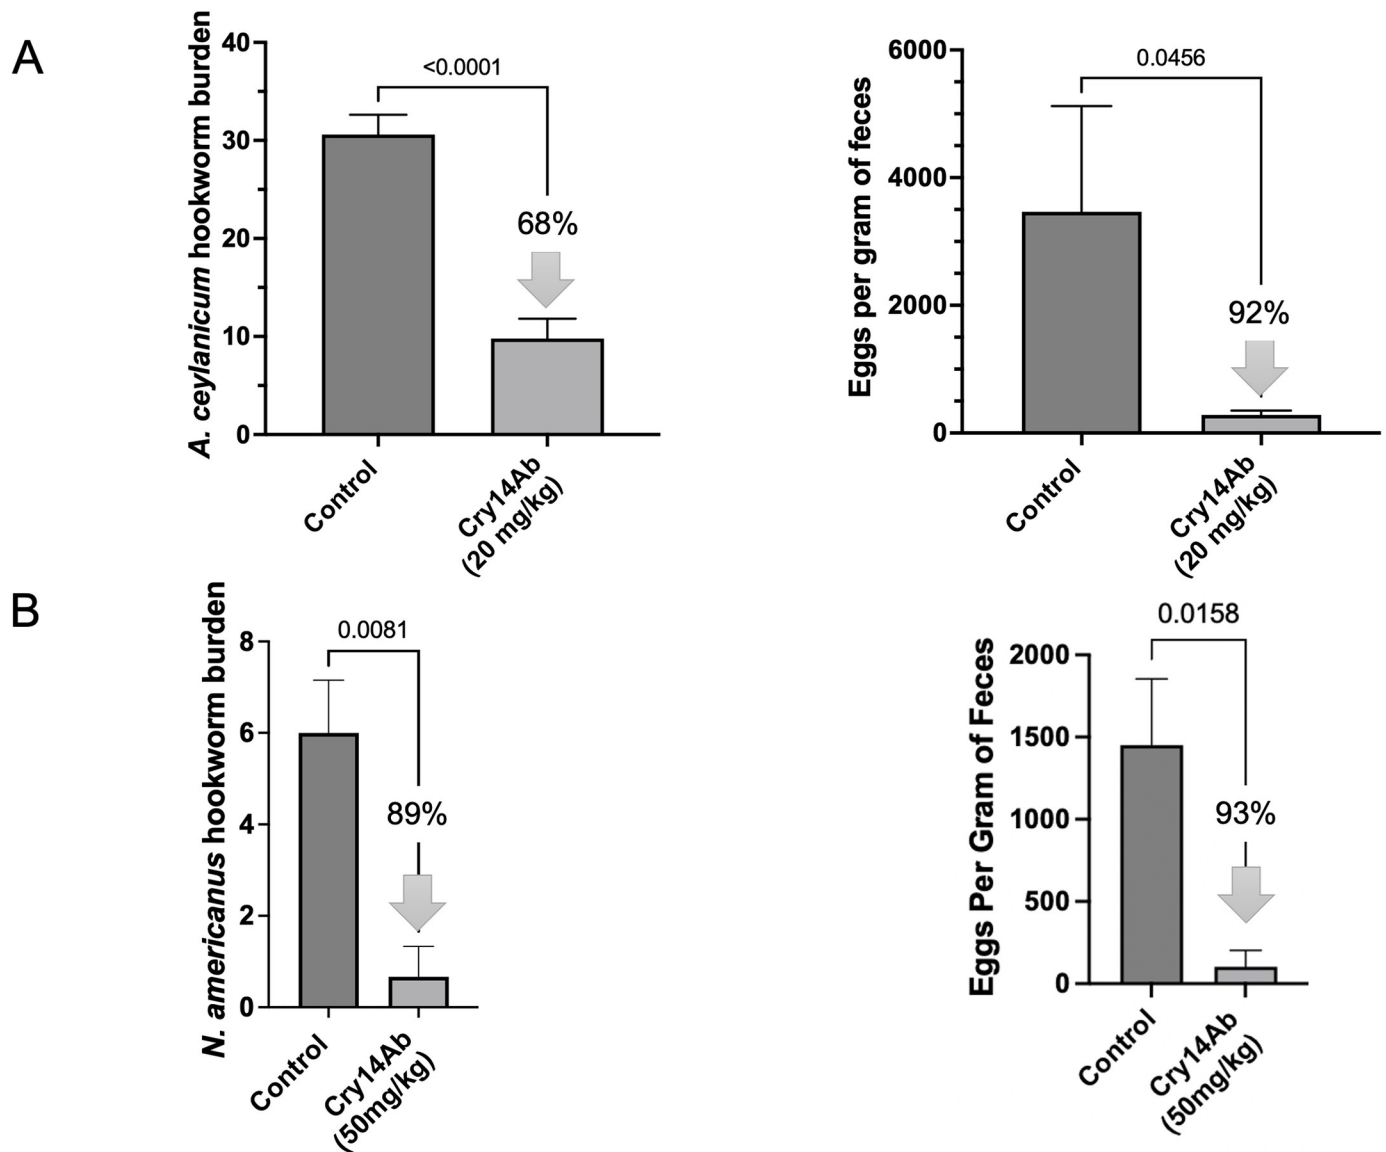 A
A. ceylanicum hookworm burden
40
30
20
10
0
<0.0001
68%
Control
Cry14Ab
(20 mg/kg)
Eggs per gram of feces
6000
4000
2000
0
0.0456
92%
Control
Cry14Ab
(20 mg/kg)
B
N. americanus hookworm burden
8
6
4
2
0
0.0081
89%
Control
Cry14Ab
(50mg/kg)
Eggs Per Gram of Feces
2000
1500
1000
500
0
0.0158
93%
Control
Cry14Ab
(50mg/kg)